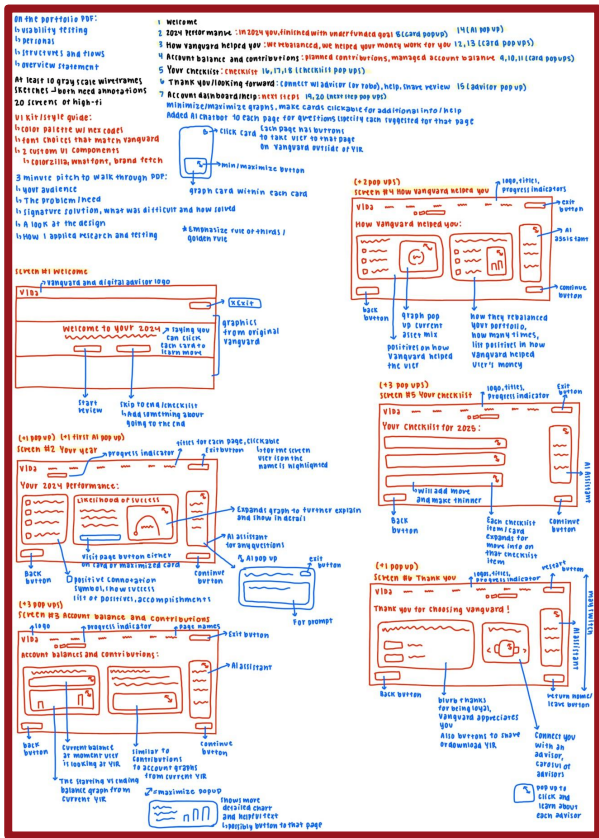 on the portfolio PDF:
↳usability testing
↳personas
↳structures and flows
↳overview statement
At least 10 gray scale wireframes
sketches → both need annotations
20 screens of high-fi
UI kit/style guide:
↳color palette w/ hex codes
↳font choices that match vanguard
↳2 custom UI components
↳colorzilla, whatfont, brand fetch
3 minute pitch to walk through PDF:
↳your audience
↳The problem/need
↳signature solution, what was difficult and how solved
↳A look at the design
↳How I applied research and testing
1 welcome
2 2024 Performance: in 2024 you, finished with underfunded goal 8 (card popup) 14 (AI pop up)
3 How vanguard helped you: we rebalanced, we helped your money work for you 12, 13 (card pop ups)
4 Account balance and contributions: planned contributions, managed account balance 9, 10, 11 (card pop ups)
5 Your checklist: checklist 16, 17, 18 (checklist pop ups)
6 Thank you/looking forward: connect w/ advisor (or robo), help, share review 15 (advisor pop up)
7 Account dashboard/help: next steps 19, 20 (next step pop ups)
minimize/maximize graphs, make cards clickable for additional info/help
Added AI chatbot to each page for questions specific each suggested for that page
click card
Each page has buttons
to take user to that page
on vanguard outside of YIR
min/maximize button
graph card within each card
*Emphasize rule of thirds/
golden rule
screen #1 welcome
vanguard and digital advisor logo
VIDA
X Exit
welcome to your 2024
saying you
can click
each card to
learn more
graphics
from original
vanguard
start
review
skip to end/checklist
↳Add something about
going to the end
(+1 pop up) (+1 first AI pop up)
screen #2 Your year
progress indicator
titles for each page, clickable
Exit button
↳for the screen
user is on the
name is highlighted
VIDA
Your 2024 Performance:
Likelihood of success
Expands graph to further explain
and show in detail
AI assistant
for any questions
AI pop up
exit
button
For prompt
Back
button
visit page button either
on card or maximized card
continue
button
positive connotation
symbol, show success
list of positives, accomplishments
(+3 pop ups)
screen #3 Account balance and contributions
logo
progress indicator
Page names
VIDA
Exit button
Account balances and contributions:
AI assistant
back
button
current balance
at moment user
is looking at YIR
similar to
contributions
to account graphs
from current YIR
continue
button
The starting vs ending
balance graph from
current YIR
=maximize popup
shows more
detailed chart
and helpful text
↳possibly button to that page
(+2 pop ups)
screen #4 How Vanguard helped you
logo, titles,
progress indicators
VIDA
exit
button
How Vanguard helped you:
AI
assistant
continue
button
back
button
graph pop
up current
asset mix
how they rebalanced
your portfolio,
how many times,
list positives in how
vanguard helped
user's money
positives on how
Vanguard helped
the user
(+3 pop ups)
screen #5 Your checklist
logo, titles,
progress indicator
Exit
button
VIDA
Your Checklist for 2025:
↳will add more
and make thinner
AI Assistant
Back
button
Each checklist
item/card
expands for
more info on
that checklist
item
continue
button
(+1 pop up)
screen #6 Thank you
logo, titles,
progress indicator
restart
button
VIDA
Thank you for choosing vanguard!
AI assistant
may switch
Back button
return home/
leave button
blurb thanks
for being loyal,
Vanguard appreciates
you
Also buttons to share
or download YIR
Connect you
with an
advisor,
carousel of
advisors
pop up to
click and
learn about
each advisor